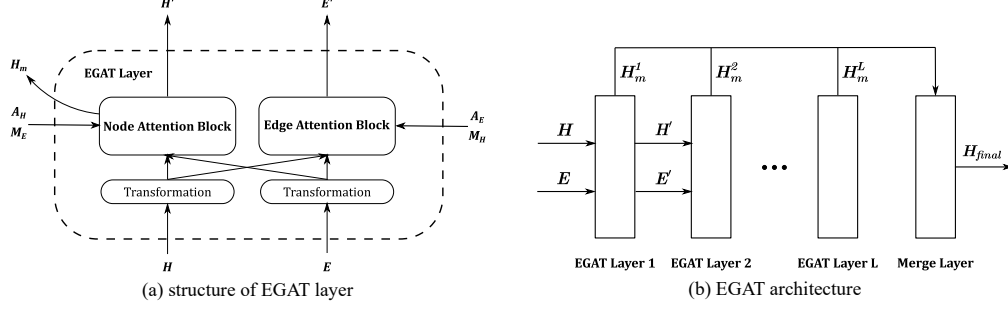 H' E'
EGAT Layer
H_m
A_H
M_E
Node Attention Block
Edge Attention Block
A_E
M_H
Transformation Transformation
H E
(a) structure of EGAT layer
H_m^1 H_m^2 H_m^L
H H' H_final
E E'
•••
EGAT Layer 1 EGAT Layer 2 EGAT Layer L Merge Layer
(b) EGAT architecture